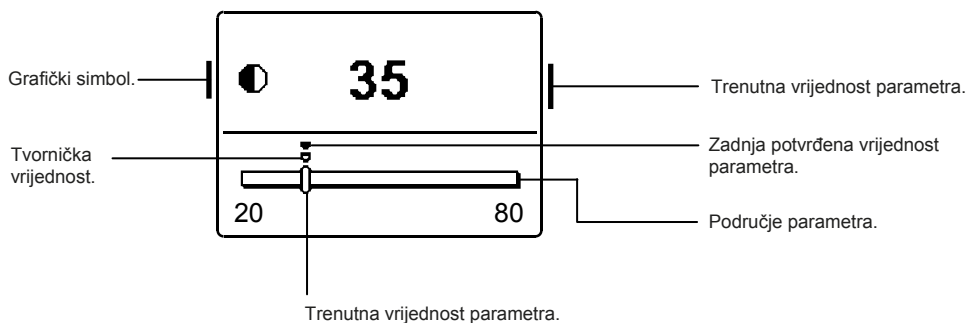 35
Grafički simbol.
Trenutna vrijednost parametra.
Zadnja potvrđena vrijednost
parametra.
Tvornička
vrijednost.
20
80
Područje parametra.
Trenutna vrijednost parametra.